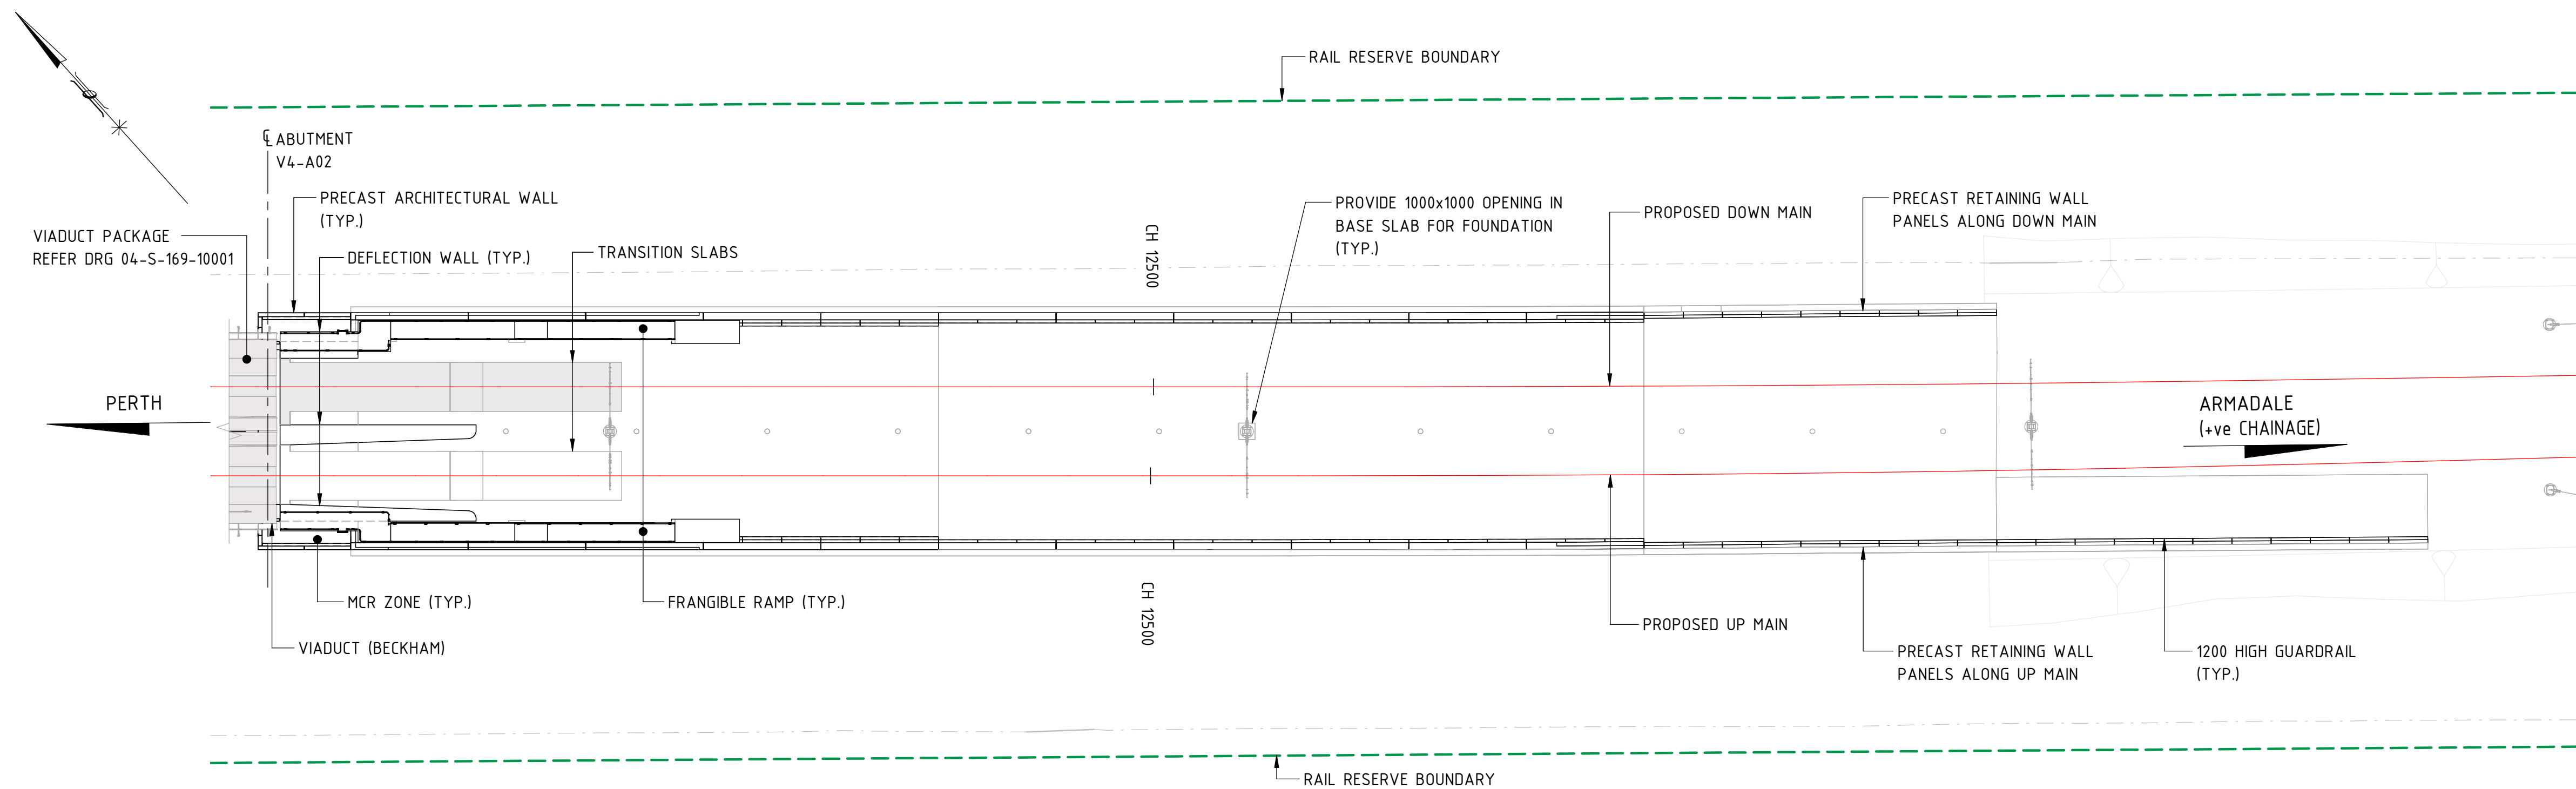 RAIL RESERVE BOUNDARY
℄ ABUTMENT
V4-A02
PRECAST ARCHITECTURAL WALL
(TYP.)
VIADUCT PACKAGE
REFER DRG 04-S-169-10001
DEFLECTION WALL (TYP.)
TRANSITION SLABS
CH 12500
PROVIDE 1000x1000 OPENING IN
BASE SLAB FOR FOUNDATION
(TYP.)
PROPOSED DOWN MAIN
PRECAST RETAINING WALL
PANELS ALONG DOWN MAIN
PERTH
ARMADALE
(+ve CHAINAGE)
MCR ZONE (TYP.)
FRANGIBLE RAMP (TYP.)
VIADUCT (BECKHAM)
CH 12500
PROPOSED UP MAIN
PRECAST RETAINING WALL
PANELS ALONG UP MAIN
1200 HIGH GUARDRAIL
(TYP.)
RAIL RESERVE BOUNDARY